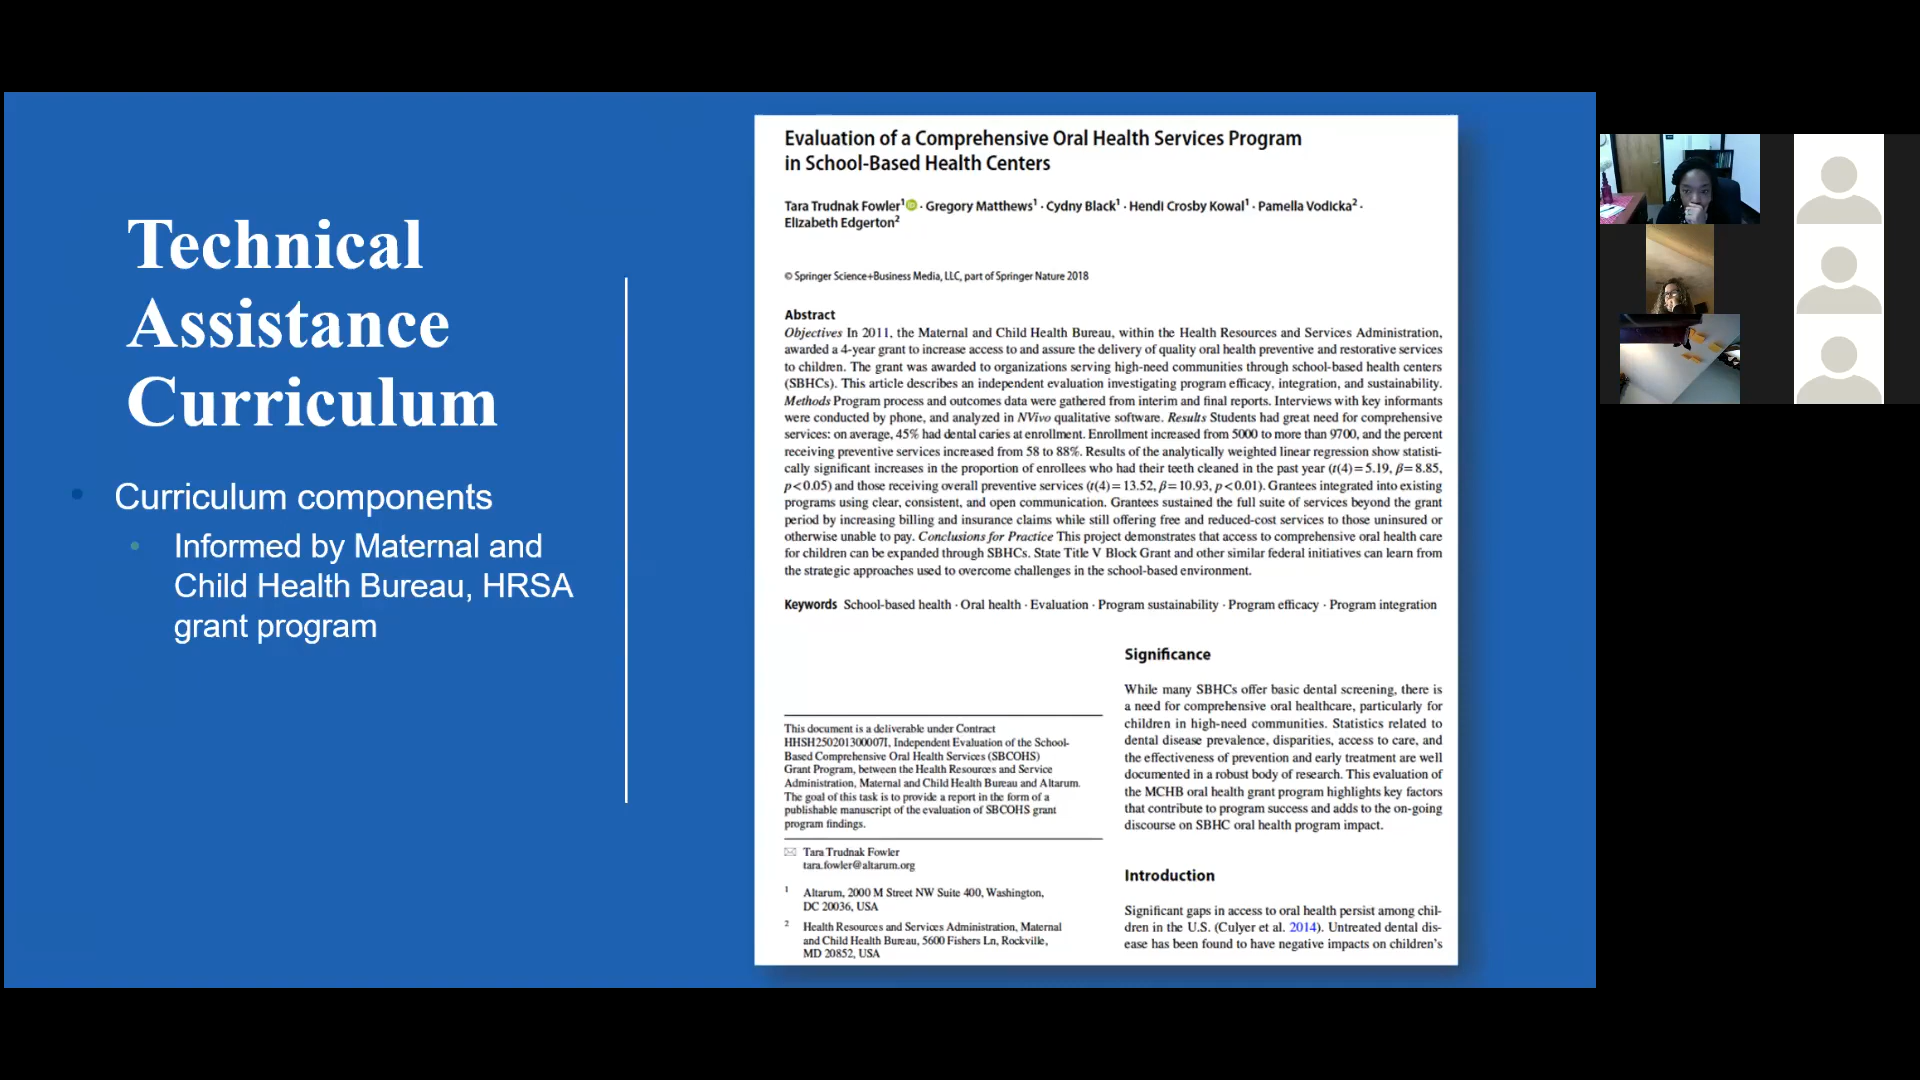 Technical
Assistance
Curriculum
Curriculum components
Informed by Maternal and
Child Health Bureau, HRSA
grant program
Evaluation of a Comprehensive Oral Health Services Program
in School-Based Health Centers
Tara Trudnak Fowler¹ · Gregory Matthews¹ · Cydny Black¹ · Hendi Crosby Kowal¹ · Pamella Vodicka² ·
Elizabeth Edgerton²
© Springer Science+Business Media, LLC, part of Springer Nature 2018
Abstract
Objectives In 2011, the Maternal and Child Health Bureau, within the Health Resources and Services Administration,
awarded a 4-year grant to increase access to and assure the delivery of quality oral health preventive and restorative services
to children. The grant was awarded to organizations serving high-need communities through school-based health centers
(SBHCs). This article describes an independent evaluation investigating program efficacy, integration, and sustainability.
Methods Program process and outcomes data were gathered from interim and final reports. Interviews with key informants
were conducted by phone, and analyzed in NVivo qualitative software. Results Students had great need for comprehensive
services: on average, 45% had dental caries at enrollment. Enrollment increased from 5000 to more than 9700, and the percent
receiving preventive services increased from 58 to 88%. Results of the analytically weighted linear regression show statisti-
cally significant increases in the proportion of enrollees who had their teeth cleaned in the past year (t(4)=5.19, β=8.85,
p<0.05) and those receiving overall preventive services (t(4)=13.52, β=10.93, p<0.01). Grantees integrated into existing
programs using clear, consistent, and open communication. Grantees sustained the full suite of services beyond the grant
period by increasing billing and insurance claims while still offering free and reduced-cost services to those uninsured or
otherwise unable to pay. Conclusions for Practice This project demonstrates that access to comprehensive oral health care
for children can be expanded through SBHCs. State Title V Block Grant and other similar federal initiatives can learn from
the strategic approaches used to overcome challenges in the school-based environment.
Keywords School-based health · Oral health · Evaluation · Program sustainability · Program efficacy · Program integration
This document is a deliverable under Contract
HHSH250201300007I, Independent Evaluation of the School-
Based Comprehensive Oral Health Services (SBCOHS)
Grant Program, between the Health Resources and Service
Administration, Maternal and Child Health Bureau and Altarum.
The goal of this task is to provide a report in the form of a
publishable manuscript of the evaluation of SBCOHS grant
program findings.
Tara Trudnak Fowler
tara.fowler@altarum.org
1 Altarum, 2000 M Street NW Suite 400, Washington,
DC 20036, USA
2 Health Resources and Services Administration, Maternal
and Child Health Bureau, 5600 Fishers Ln, Rockville,
MD 20852, USA
Significance
While many SBHCs offer basic dental screening, there is
a need for comprehensive oral healthcare, particularly for
children in high-need communities. Statistics related to
dental disease prevalence, disparities, access to care, and
the effectiveness of prevention and early treatment are well
documented in a robust body of research. This evaluation of
the MCHB oral health grant program highlights key factors
that contribute to program success and adds to the on-going
discourse on SBHC oral health program impact.
Introduction
Significant gaps in access to oral health persist among chil-
dren in the U.S. (Culyer et al. 2014). Untreated dental dis-
ease has been found to have negative impacts on children's